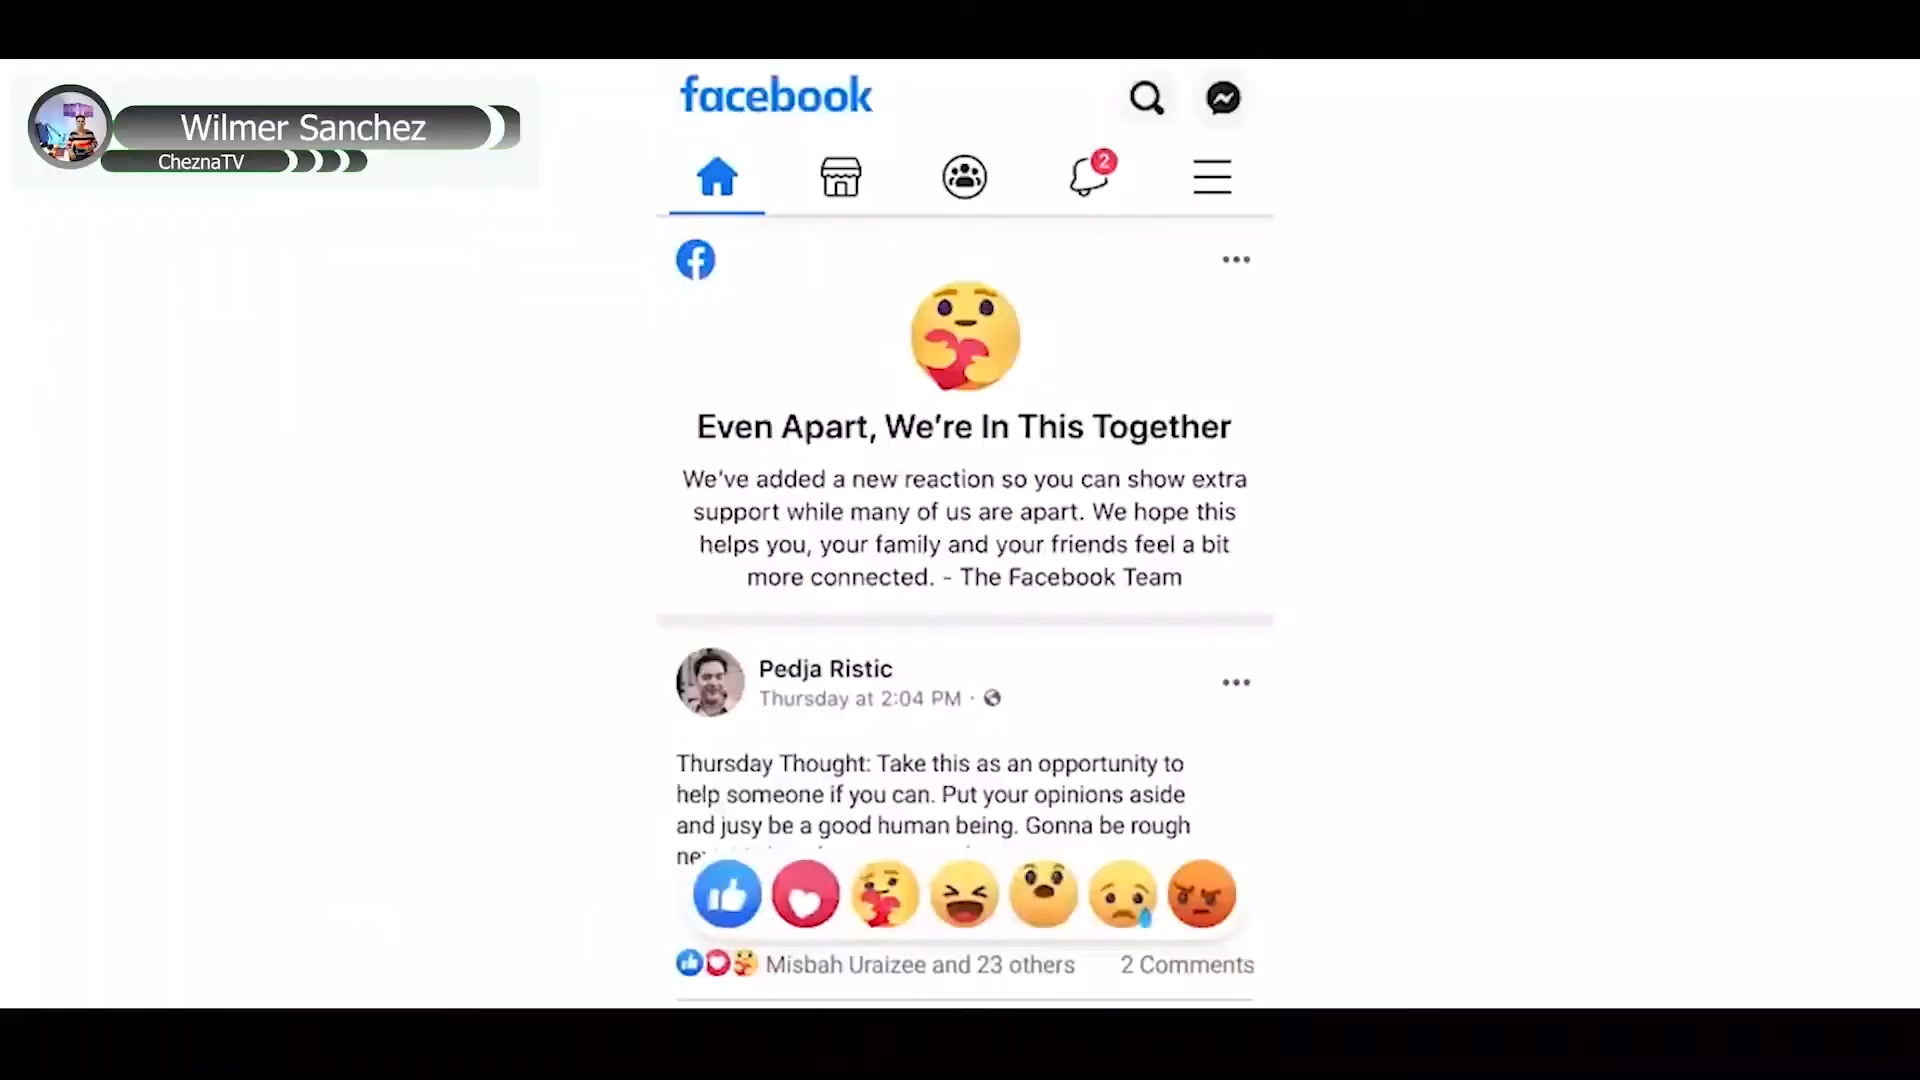 Wilmer Sanchez
CheznaTV
facebook
2
Even Apart, We’re In This Together
We’ve added a new reaction so you can show extra
support while many of us are apart. We hope this
helps you, your family and your friends feel a bit
more connected. - The Facebook Team
Pedja Ristic
Thursday at 2:04 PM ·
Thursday Thought: Take this as an opportunity to
help someone if you can. Put your opinions aside
and jusy be a good human being. Gonna be rough
Misbah Uraizee and 23 others 2 Comments